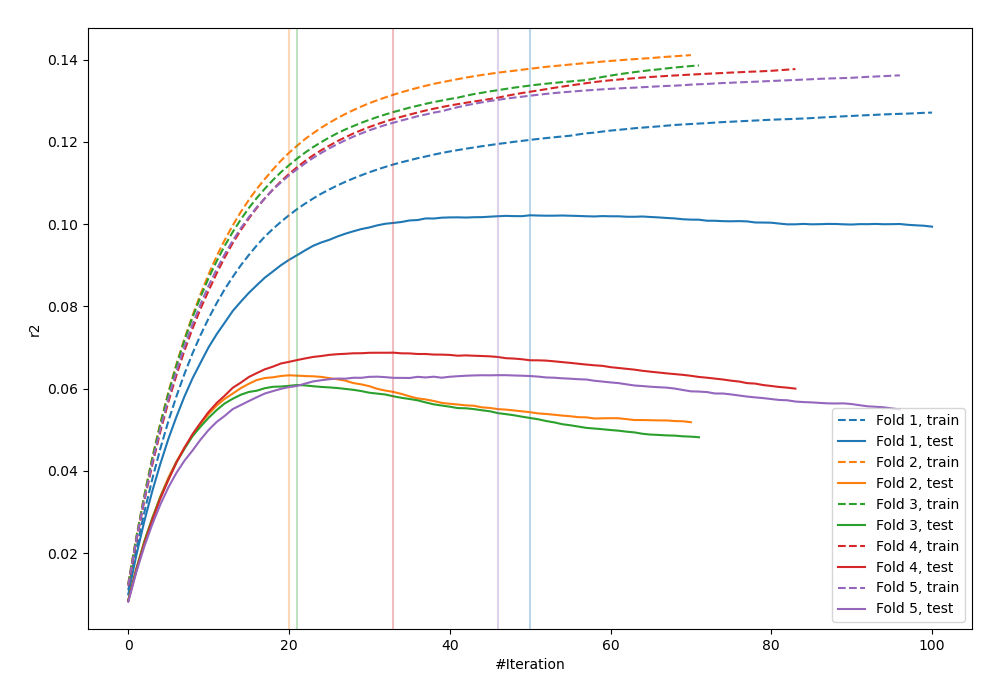 0.14
0.12
0.10
0.08
0.06
0.04
0.02
r2
0
20
40
60
80
100
#Iteration
Fold 1, train
Fold 1, test
Fold 2, train
Fold 2, test
Fold 3, train
Fold 3, test
Fold 4, train
Fold 4, test
Fold 5, train
Fold 5, test